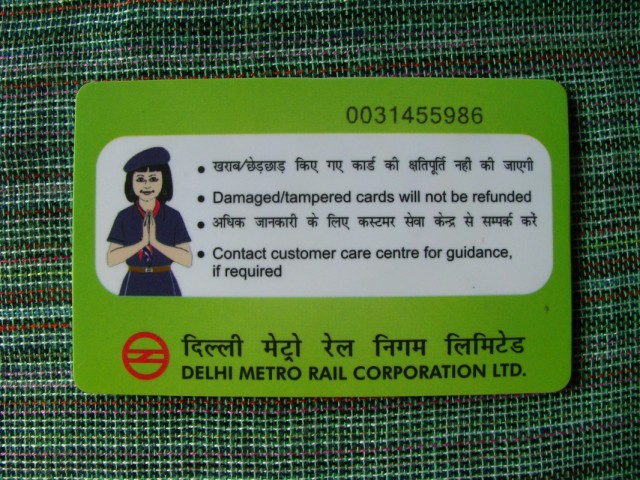 0031455986
• ख़राब/छेड़छाड़ किए गए कार्ड की क्षतिपूर्ति नही की जाएगी
• Damaged/tampered cards will not be refunded
• अधिक जानकारी के लिए कस्टमर सेवा केन्द्र से सम्पर्क करें
• Contact customer care centre for guidance,
if required
दिल्ली मेट्रो रेल निगम लिमिटेड
DELHI METRO RAIL CORPORATION LTD.